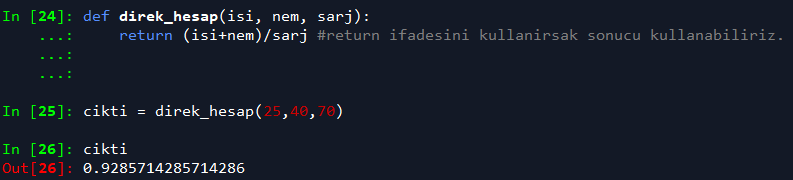 In [24]: def direk_hesap(isi, nem, sarj):
    ...:     return (isi+nem)/sarj #return ifadesini kullanirsak sonucu kullanabiliriz.
    ...:
    ...:
In [25]: cikti = direk_hesap(25,40,70)
In [26]: cikti
Out[26]: 0.9285714285714286